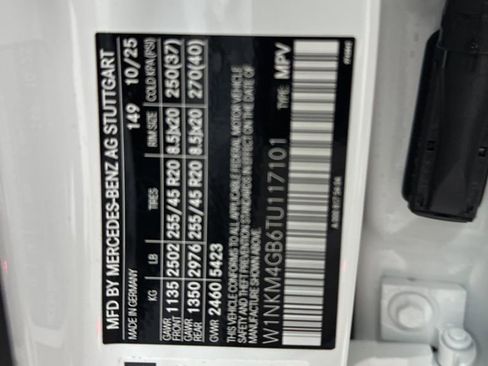 MFD BY MERCEDES-BENZ AG STUTTGART
MADE IN GERMANY 149 10/25
KG LB TIRES RIM SIZE COLD KPA (PSI)
GAWR FRONT 1135 2502 255/45 R20 8.5Jx20 250(37)
GAWR REAR 1350 2976 255/45 R20 8.5Jx20 270(40)
GVWR 2460 5423
THIS VEHICLE CONFORMS TO ALL APPLICABLE FEDERAL MOTOR VEHICLE
SAFETY AND THEFT PREVENTION STANDARDS IN EFFECT ON THE DATE
OF MANUFACTURE SHOWN ABOVE.
W1NKM4GB6TU117101 TYPE: MPV